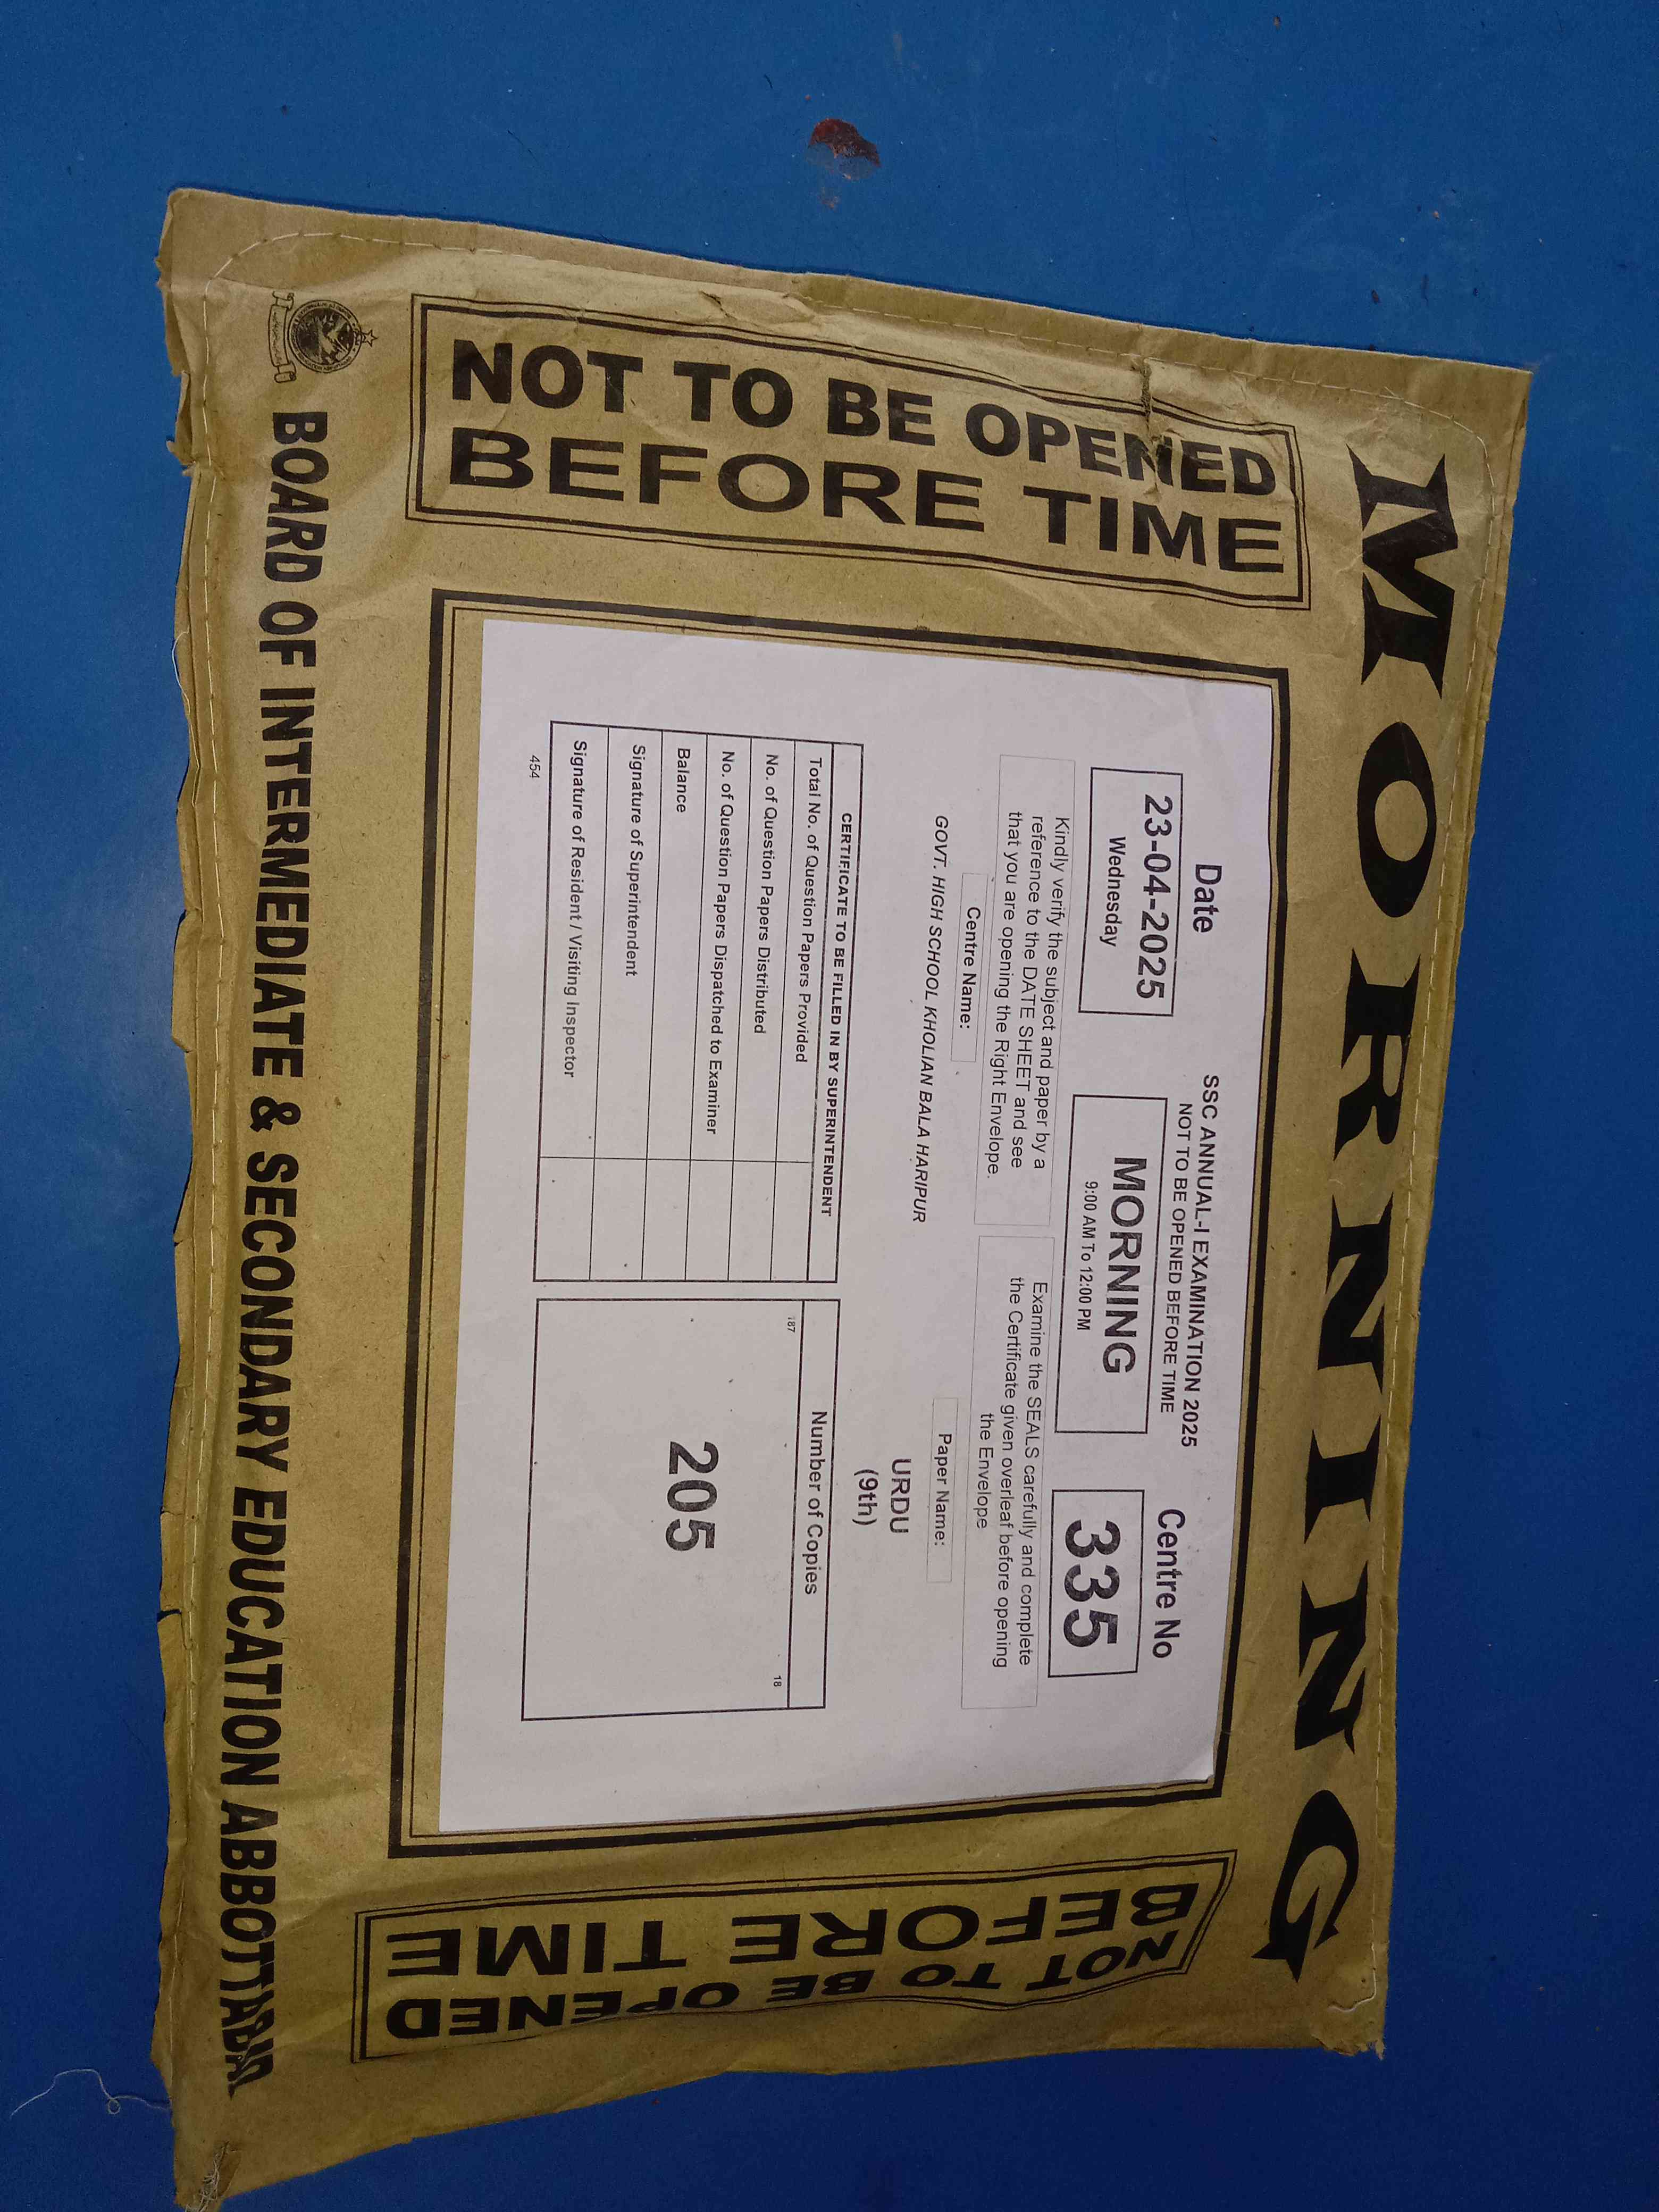 MORNING
NOT TO BE OPENED
BEFORE TIME
Date
23-04-2025
Wednesday
SSC ANNUAL-I EXAMINATION 2025
NOT TO BE OPENED BEFORE TIME
MORNING
9:00 AM To 12:00 PM
Centre No
335
Kindly verify the subject and paper by a
reference to the DATE SHEET and see
that you are opening the Right Envelope.
Examine the SEALS carefully and complete
the Certificate given overleaf before opening
the Envelope
Centre Name:
GOVT. HIGH SCHOOL KHOLIAN BALA HARIPUR
Paper Name:
URDU
(9th)
CERTIFICATE TO BE FILLED IN BY SUPERINTENDENT
Total No. of Question Papers Provided
No. of Question Papers Distributed
No. of Question Papers Dispatched to Examiner
Balance
Signature of Superintendent
Signature of Resident / Visiting Inspector
454
Number of Copies
187
18
205
NOT TO BE OPENED
BEFORE TIME
BOARD OF INTERMEDIATE & SECONDARY EDUCATION ABBOTTABAD